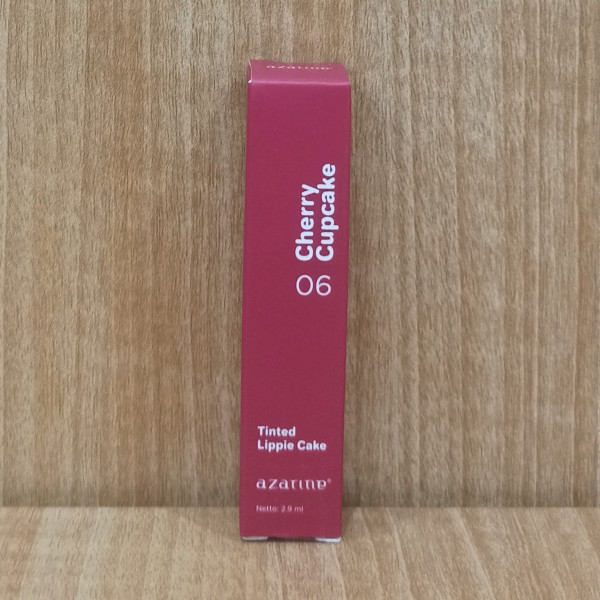 azarine
Cherry
Cupcake
06
Tinted
Lippie Cake
azarine®
Netto: 2.9 ml